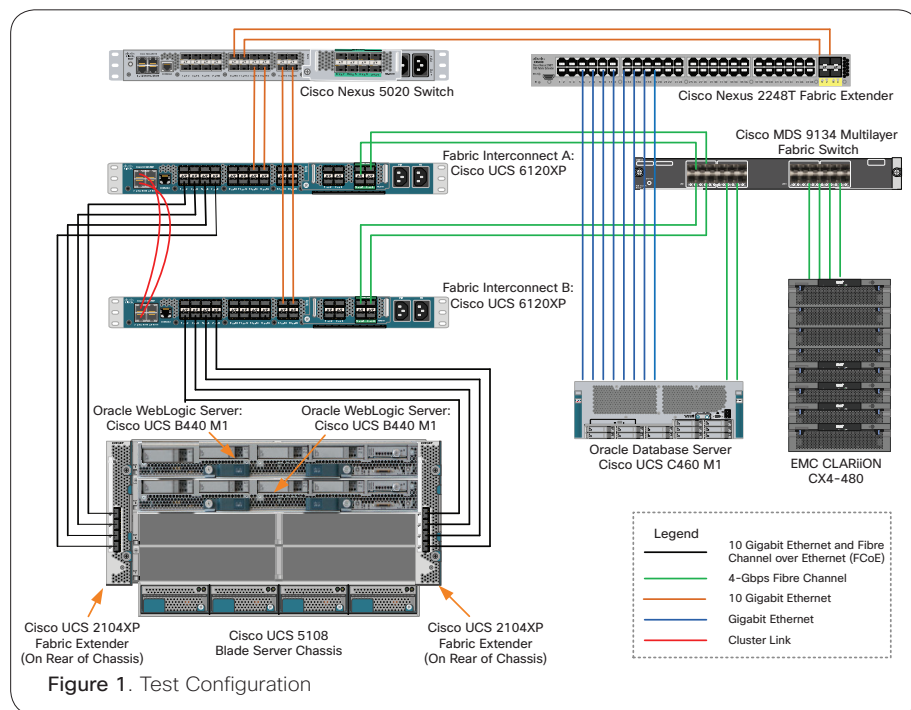 Cisco Nexus 5020 Switch
Cisco Nexus 2248T Fabric Extender
Cisco MDS 9134 Multilayer
Fabric Switch
Fabric Interconnect A:
Cisco UCS 6120XP
Fabric Interconnect B:
Cisco UCS 6120XP
Oracle WebLogic Server:
Cisco UCS B440 M1
Oracle WebLogic Server:
Cisco UCS B440 M1
Oracle Database Server
Cisco UCS C460 M1
EMC CLARiiON
CX4-480
Legend
10 Gigabit Ethernet and Fibre
Channel over Ethernet (FCoE)
4-Gbps Fibre Channel
10 Gigabit Ethernet
Gigabit Ethernet
Cluster Link
Cisco UCS 2104XP
Fabric Extender
(On Rear of Chassis)
Cisco UCS 5108
Blade Server Chassis
Cisco UCS 2104XP
Fabric Extender
(On Rear of Chassis)
Figure 1. Test Configuration